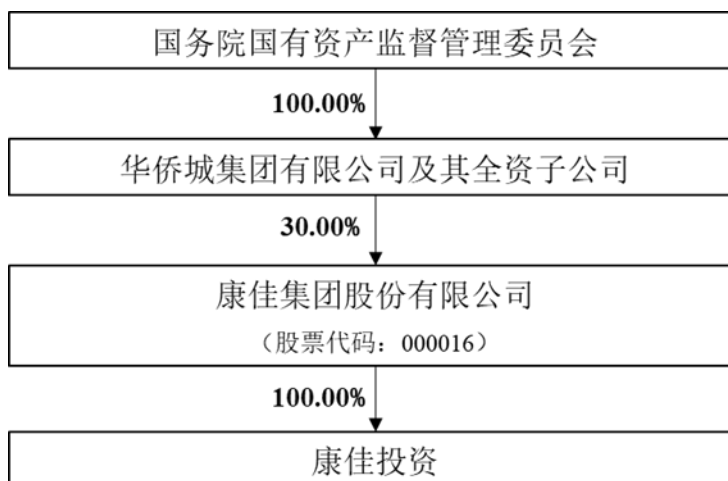 国务院国有资产监督管理委员会
100.00%
华侨城集团有限公司及其全资子公司
30.00%
康佳集团股份有限公司
（股票代码：000016）
100.00%
康佳投资